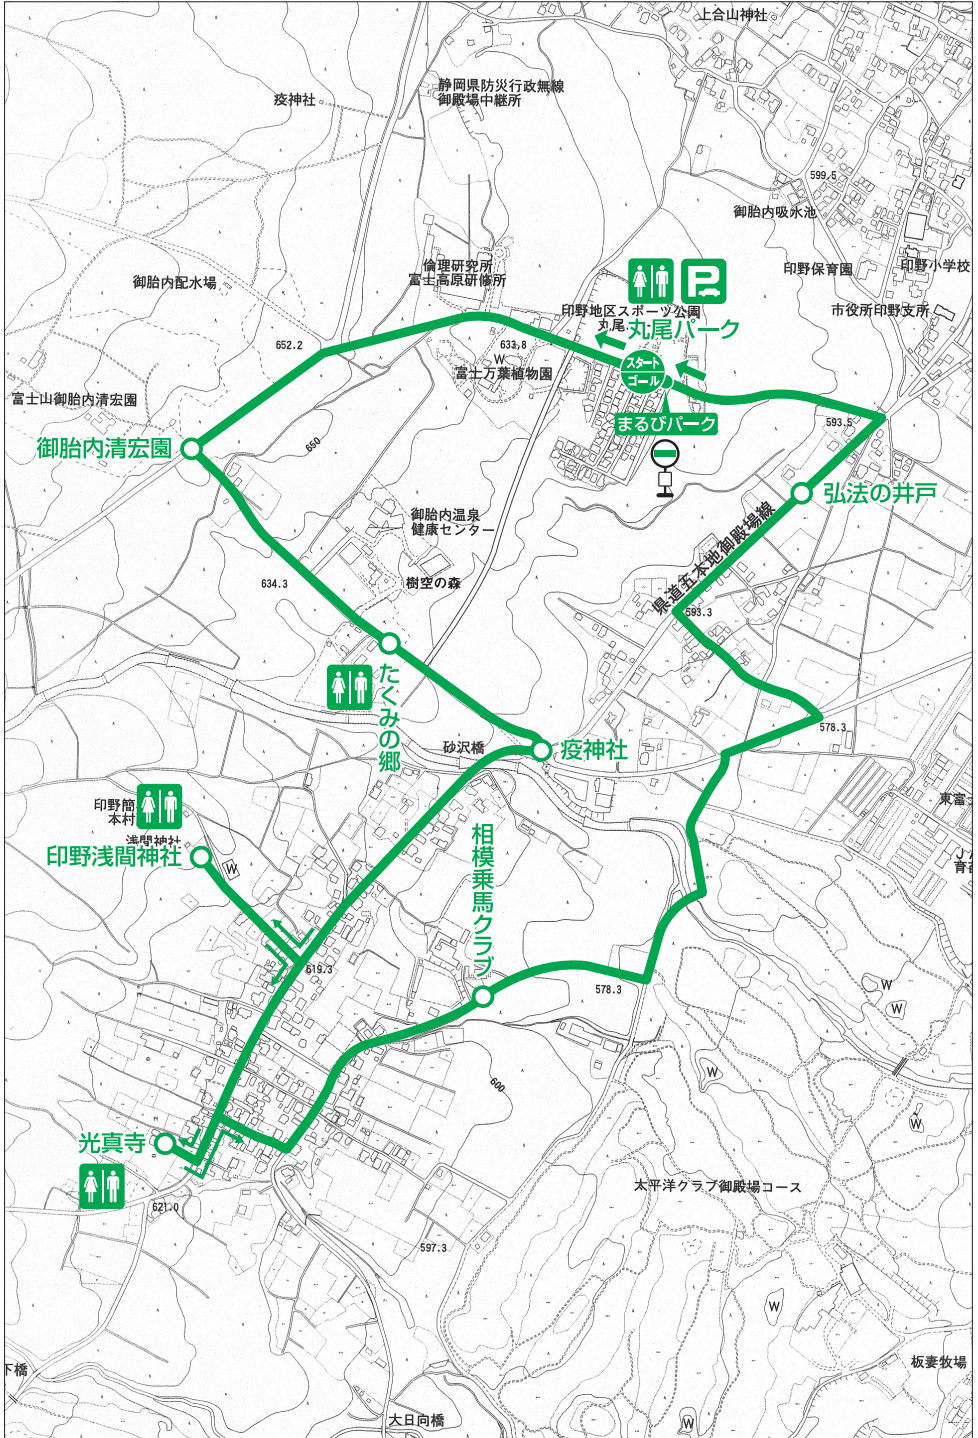 上合山神社
静岡県防災行政無線
御殿場中継所
疫神社
599.5
御胎内吸水池
倫理研究所
富士高原研修所
印野保育園
印野小学校
御胎内配水場
市役所印野支所
印野地区スポーツ公園
丸尾パーク
652.2
633.8
W
富士万葉植物園
スタート
ゴール
まるびパーク
富士山御胎内清宏園
593.5
御胎内清宏園
650
弘法の井戸
御胎内温泉
健康センター
県道五本地御殿場線
樹空の森
634.3
593.3
たくみの郷
578.3
砂沢橋
疫神社
東富士
印野簡
本村
浅間神社
印野浅間神社
W
相模乗馬クラブ
619.3
578.3
W
W
W
600
W
光真寺
太平洋クラブ御殿場コース
621.0
597.3
W
板妻牧場
下橋
大日向橋
W